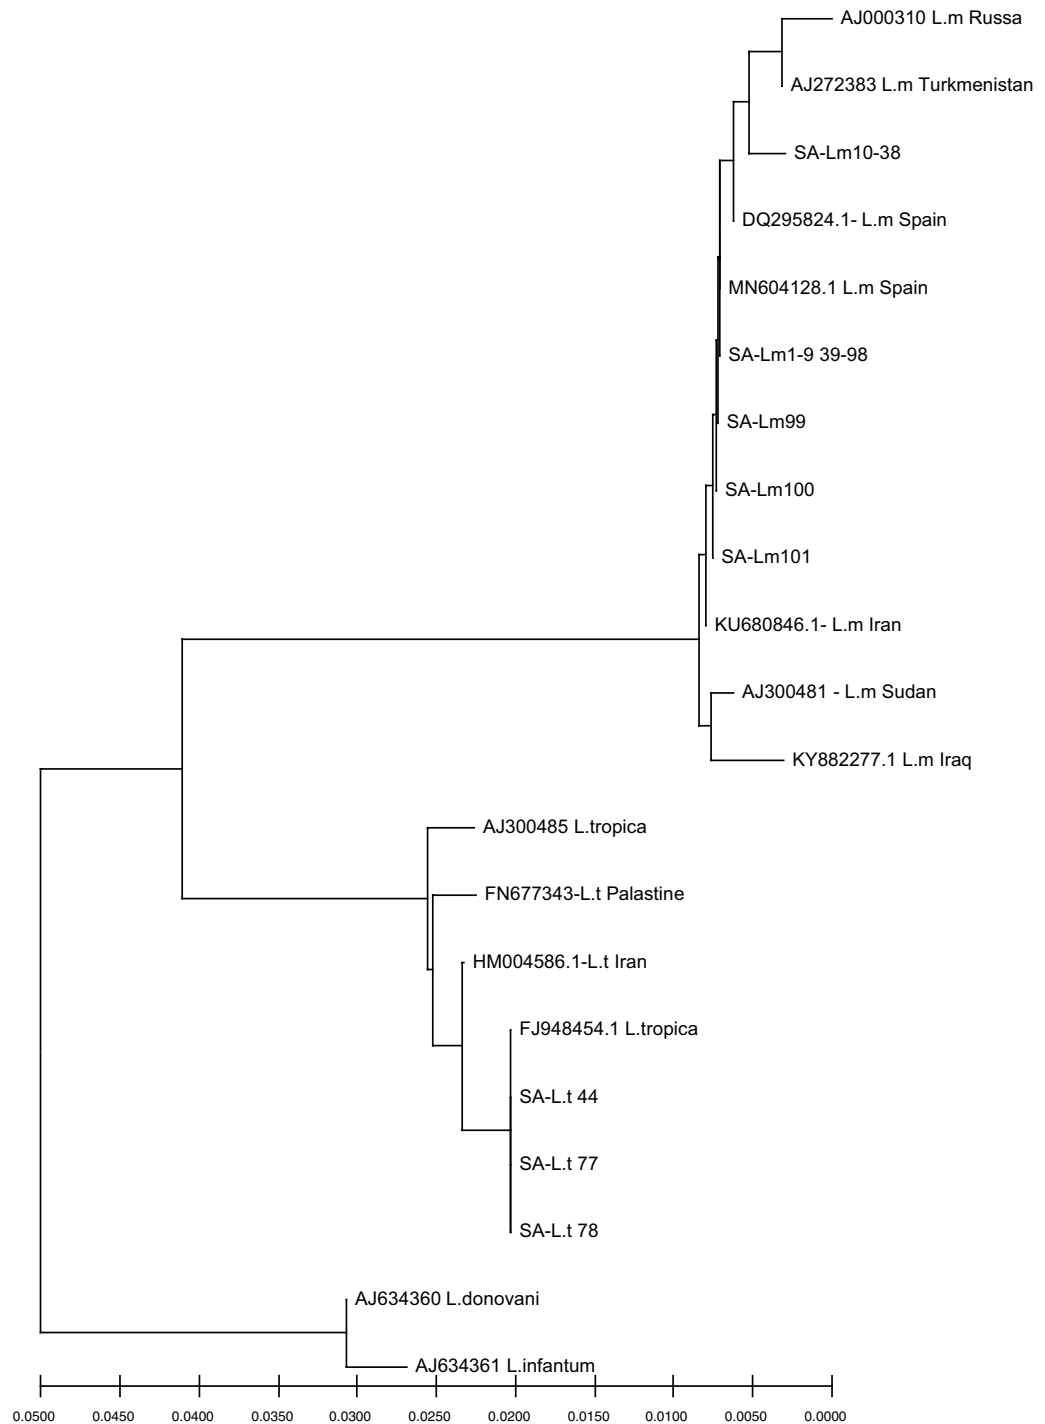 AJ000310 L.m Russa
AJ272383 L.m Turkmenistan
SA-Lm10-38
DQ295824.1- L.m Spain
MN604128.1 L.m Spain
SA-Lm1-9 39-98
SA-Lm99
SA-Lm100
SA-Lm101
KU680846.1- L.m Iran
AJ300481 - L.m Sudan
KY882277.1 L.m Iraq
AJ300485 L.tropica
FN677343-L.t Palastine
HM004586.1-L.t Iran
FJ948454.1 L.tropica
SA-L.t 44
SA-L.t 77
SA-L.t 78
AJ634360 L.donovani
AJ634361 L.infantum
0.0500 0.0450 0.0400 0.0350 0.0300 0.0250 0.0200 0.0150 0.0100 0.0050 0.0000